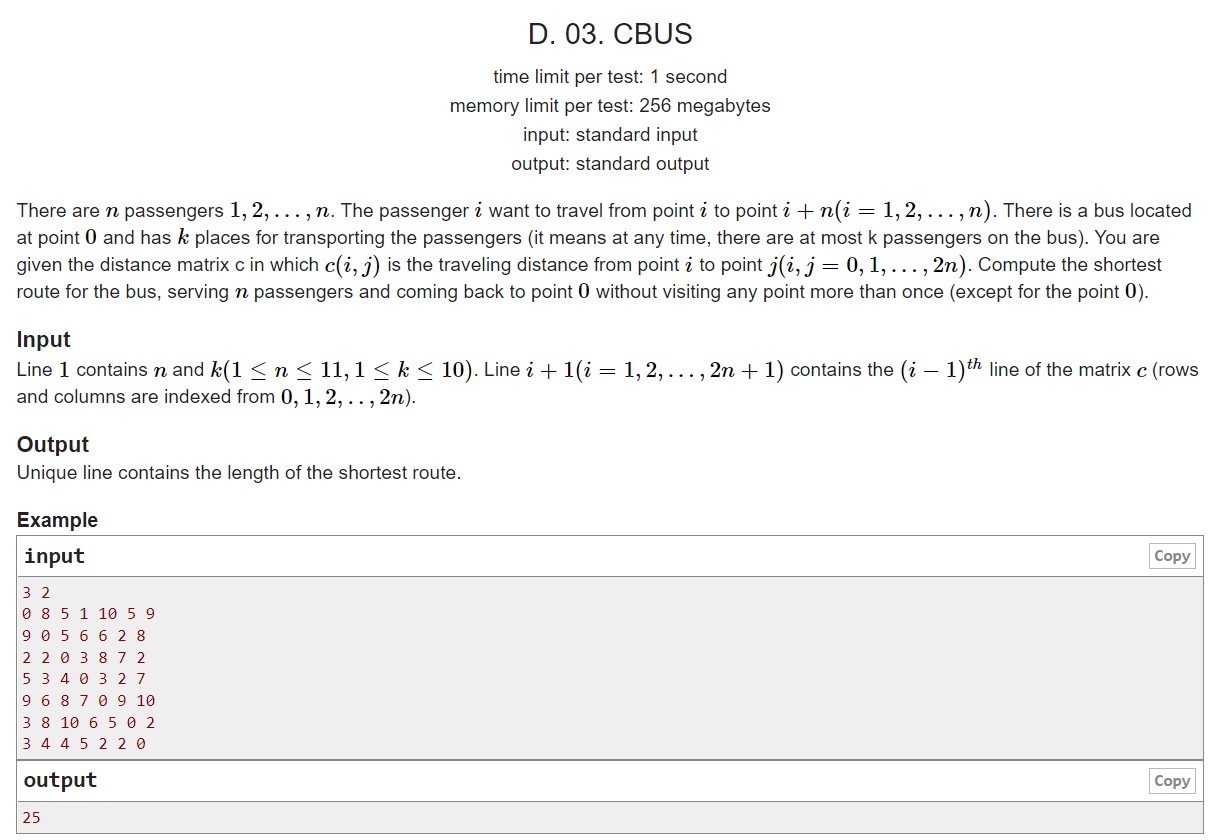 D. 03. CBUS
time limit per test: 1 second
memory limit per test: 256 megabytes
input: standard input
output: standard output
There are n passengers 1, 2, . . . , n. The passenger i want to travel from point i to point i + n(i = 1, 2, . . . , n). There is a bus located
at point 0 and has k places for transporting the passengers (it means at any time, there are at most k passengers on the bus). You are
given the distance matrix c in which c(i, j) is the traveling distance from point i to point j(i, j = 0, 1, . . . , 2n). Compute the shortest
route for the bus, serving n passengers and coming back to point 0 without visiting any point more than once (except for the point 0).
Input
Line 1 contains n and k(1 ≤ n ≤ 11, 1 ≤ k ≤ 10). Line i + 1(i = 1, 2, . . . , 2n + 1) contains the (i − 1)th line of the matrix c (rows
and columns are indexed from 0, 1, 2, . . , 2n).
Output
Unique line contains the length of the shortest route.
Example
input
Copy
3 2
0 8 5 1 10 5 9
9 0 5 6 6 2 8
2 2 0 3 8 7 2
5 3 4 0 3 2 7
9 6 8 7 0 9 10
3 8 10 6 5 0 2
3 4 4 5 2 2 0
output
Copy
25